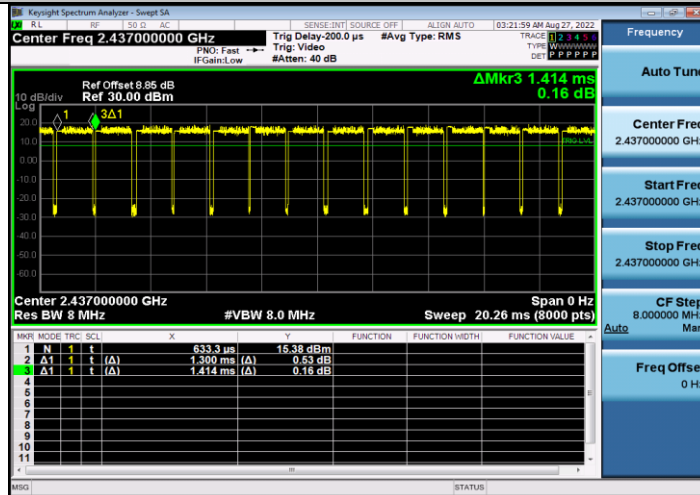 Keysight Spectrum Analyzer - Swept SA
RL RF 50 Ω AC SENSE:INT SOURCE OFF ALIGN AUTO 03:21:59 AM Aug 27, 2022
Center Freq 2.437000000 GHz
PNO: Fast
IFGain:Low
Trig Delay-200.0 µs
Trig: Video
#Atten: 40 dB
#Avg Type: RMS
TRACE 1 2 3 4 5 6
TYPE WWWWWW
DET P P P P P P
ΔMkr3 1.414 ms
0.16 dB
Ref Offset 8.85 dB
10 dB/div Ref 30.00 dBm
Log
20.0
10.0
0.00
-10.0
-20.0
-30.0
-40.0
-50.0
-60.0
1
3Δ1
TRIG LVL
Center 2.437000000 GHz Span 0 Hz
Res BW 8 MHz #VBW 8.0 MHz Sweep 20.26 ms (8000 pts)
MKR MODE TRC SCL X Y FUNCTION FUNCTION WIDTH FUNCTION VALUE
1 N 1 t 633.3 µs 15.38 dBm
2 Δ1 1 t (Δ) 1.300 ms (Δ) 0.53 dB
3 Δ1 1 t (Δ) 1.414 ms (Δ) 0.16 dB
4
5
6
7
8
9
10
11
MSG STATUS
Frequency
Auto Tune
Center Freq
2.437000000 GHz
Start Freq
2.437000000 GHz
Stop Freq
2.437000000 GHz
CF Step
8.000000 MHz
Auto Man
Freq Offset
0 Hz